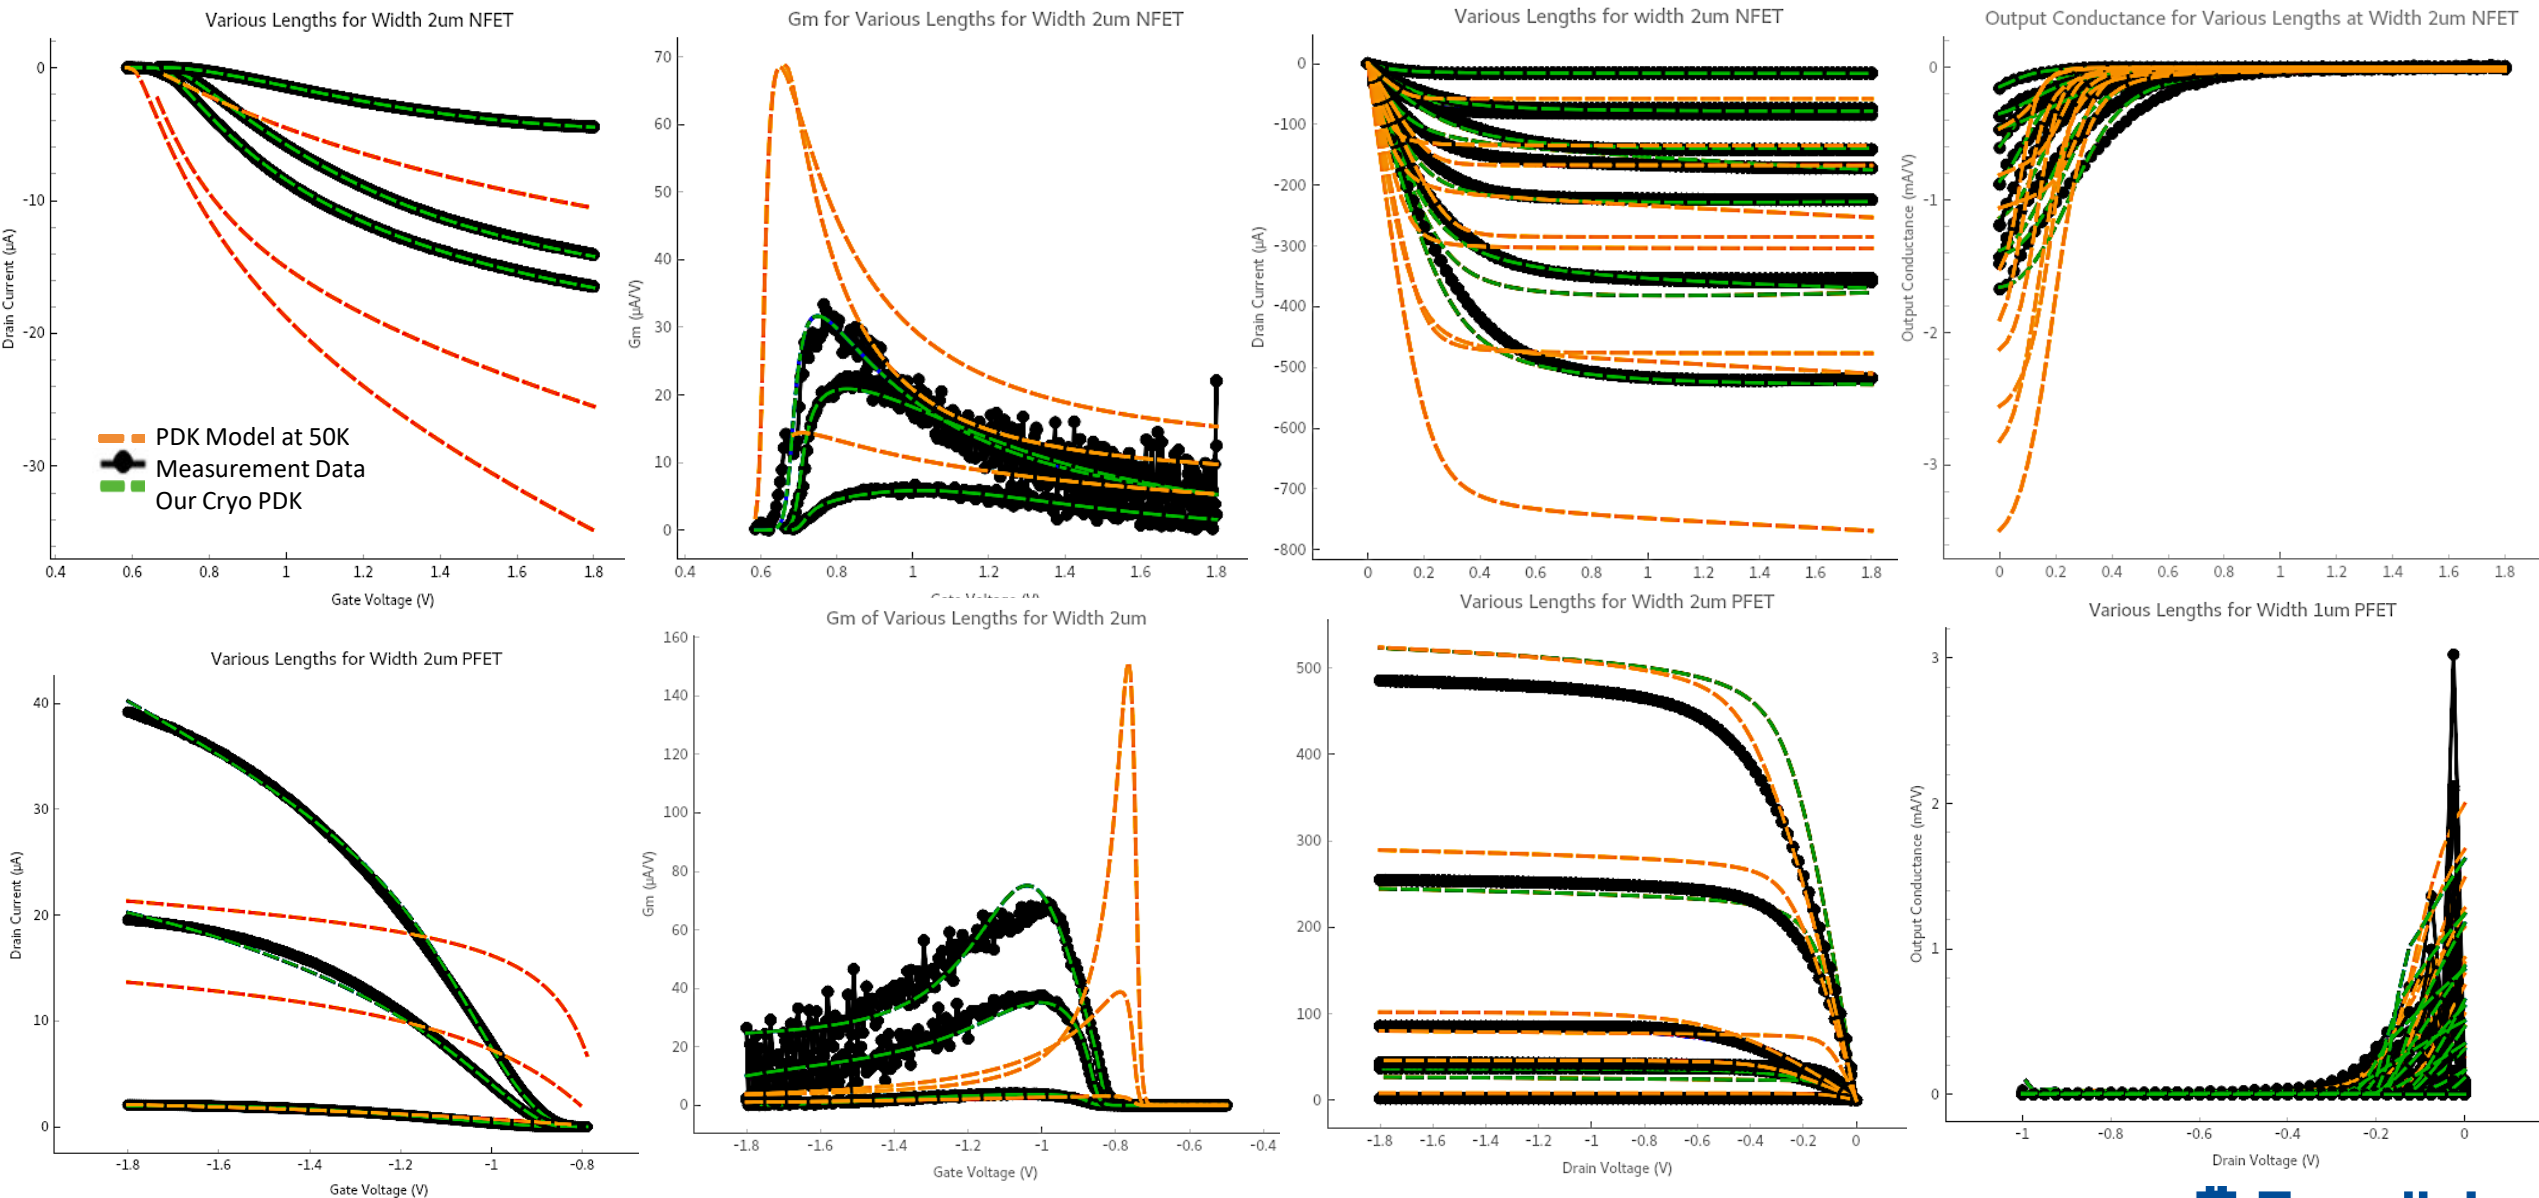 Various Lengths for Width 2um NFET
0
-10
-20
-30
Drain Current (µA)
PDK Model at 50K
Measurement Data
Our Cryo PDK
0.4 0.6 0.8 1 1.2 1.4 1.6 1.8
Gate Voltage (V)
Gm for Various Lengths for Width 2um NFET
70
60
50
40
30
20
10
0
Gm (µA/V)
0.4 0.6 0.8 1 1.2 1.4 1.6 1.8
Various Lengths for width 2um NFET
0
-100
-200
-300
-400
-500
-600
-700
-800
Drain Current (µA)
0 0.2 0.4 0.6 0.8 1 1.2 1.4 1.6 1.8
Output Conductance for Various Lengths at Width 2um NFET
0
-1
-2
-3
Output Conductance (mA/V)
0 0.2 0.4 0.6 0.8 1 1.2 1.4 1.6 1.8
Various Lengths for Width 2um PFET
40
30
20
10
0
Drain Current (µA)
-1.8 -1.6 -1.4 -1.2 -1 -0.8
Gate Voltage (V)
Gm of Various Lengths for Width 2um
160
140
120
100
80
60
40
20
0
Gm (µA/V)
-1.8 -1.6 -1.4 -1.2 -1 -0.8 -0.6 -0.4
Gate Voltage (V)
Various Lengths for Width 2um PFET
500
400
300
200
100
0
-1.8 -1.6 -1.4 -1.2 -1 -0.8 -0.6 -0.4 -0.2 0
Drain Voltage (V)
Various Lengths for Width 1um PFET
3
2
1
0
Output Conductance (mA/V)
-1 -0.8 -0.6 -0.4 -0.2 0
Drain Voltage (V)